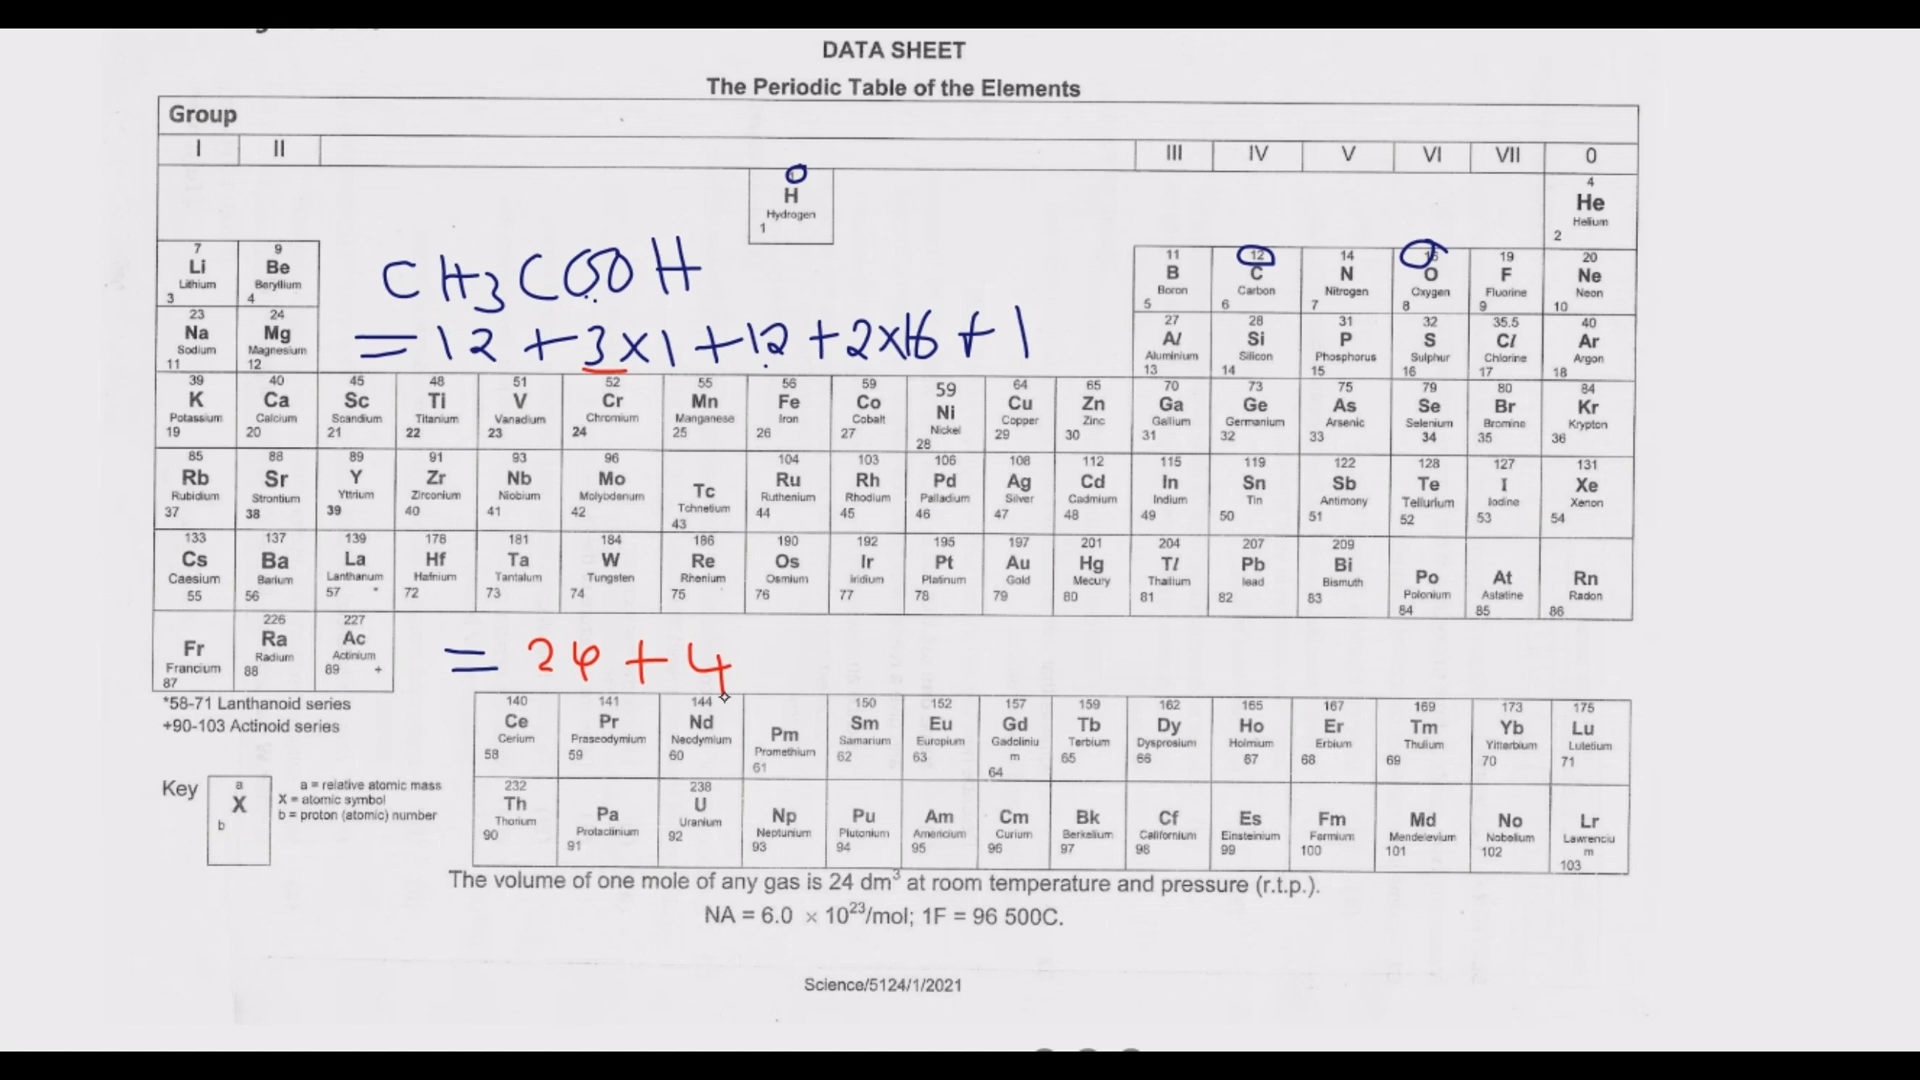 DATA SHEET
The Periodic Table of the Elements
Group
I II III IV V VI VII 0
H Hydrogen 1
4 He Helium 2
7 Li Lithium 3
9 Be Beryllium 4
CH3COOH
11 B Boron 5
12 C Carbon 6
14 N Nitrogen 7
O Oxygen 8
19 F Fluorine 9
20 Ne Neon 10
23 Na Sodium 11
24 Mg Magnesium 12
= 12 + 3 x 1 + 12 + 2 x 16 + 1
27 Al Aluminium 13
28 Si Silicon 14
31 P Phosphorus 15
32 S Sulphur 16
35.5 Cl Chlorine 17
40 Ar Argon 18
39 K Potassium 19
40 Ca Calcium 20
45 Sc Scandium 21
48 Ti Titanium 22
51 V Vanadium 23
52 Cr Chromium 24
55 Mn Manganese 25
56 Fe Iron 26
59 Co Cobalt 27
59 Ni Nickel 28
64 Cu Copper 29
65 Zn Zinc 30
70 Ga Gallium 31
73 Ge Germanium 32
75 As Arsenic 33
79 Se Selenium 34
80 Br Bromine 35
84 Kr Krypton 36
85 Rb Rubidium 37
88 Sr Strontium 38
89 Y Yttrium 39
91 Zr Zirconium 40
93 Nb Niobium 41
96 Mo Molybdenum 42
Tc Tchnetium 43
104 Ru Ruthenium 44
103 Rh Rhodium 45
106 Pd Palladium 46
108 Ag Silver 47
112 Cd Cadmium 48
115 In Indium 49
119 Sn Tin 50
122 Sb Antimony 51
128 Te Tellurium 52
127 I Iodine 53
131 Xe Xenon 54
133 Cs Caesium 55
137 Ba Barium 56
139 La Lanthanum 57 *
178 Hf Hafnium 72
181 Ta Tantalum 73
184 W Tungsten 74
186 Re Rhenium 75
190 Os Osmium 76
192 Ir Iridium 77
195 Pt Platinum 78
197 Au Gold 79
201 Hg Mecury 80
204 Tl Thallium 81
207 Pb lead 82
209 Bi Bismuth 83
Po Polonium 84
At Astatine 85
Rn Radon 86
Fr Francium 87
226 Ra Radium 88
227 Ac Actinium 89 +
= 24 + 4
*58-71 Lanthanoid series
+90-103 Actinoid series
140 Ce Cerium 58
141 Pr Praseodymium 59
144 Nd Neodymium 60
Pm Promethium 61
150 Sm Samarium 62
152 Eu Europium 63
157 Gd Gadoliniu m 64
159 Tb Terbium 65
162 Dy Dysprosium 66
165 Ho Holmium 67
167 Er Erbium 68
169 Tm Thulium 69
173 Yb Yitterbium 70
175 Lu Lutetium 71
Key
a X b
a = relative atomic mass
X = atomic symbol
b = proton (atomic) number
232 Th Thorium 90
Pa Protactinium 91
238 U Uranium 92
Np Neptunium 93
Pu Plutonium 94
Am Americium 95
Cm Curium 96
Bk Berkelium 97
Cf Californium 98
Es Einsteinium 99
Fm Fermium 100
Md Mendelevium 101
No Nobelium 102
Lr Lawrenciu m 103
The volume of one mole of any gas is 24 dm³ at room temperature and pressure (r.t.p.).
NA = 6.0 × 10²³/mol; 1F = 96 500C.
Science/5124/1/2021